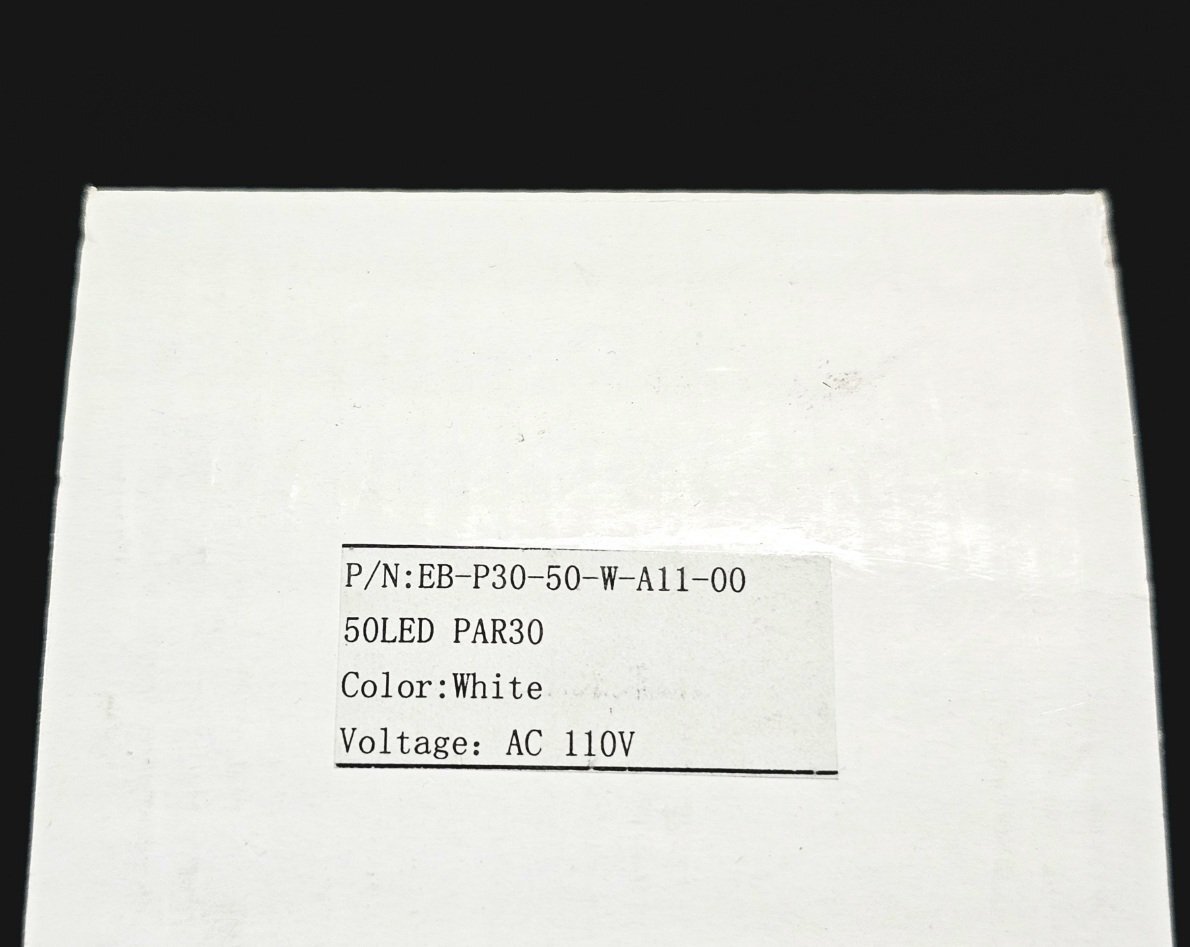 P/N:EB-P30-50-W-A11-00
50LED PAR30
Color:White
Voltage: AC 110V